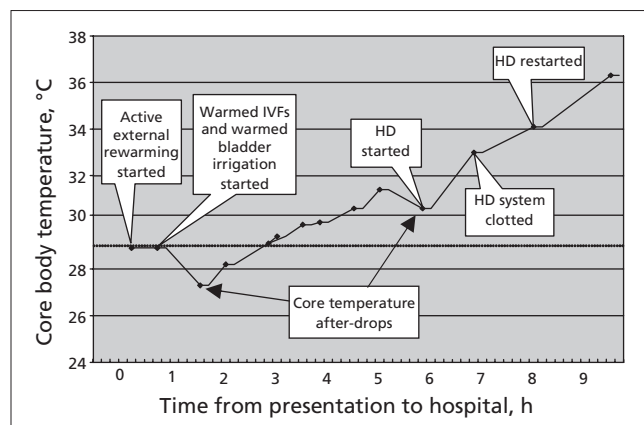 38
36
34
32
30
28
26
24
Core body temperature, °C
Active
external
rewarming
started
Warmed IVFs
and warmed
bladder
irrigation
started
HD
started
HD restarted
HD system
clotted
Core temperature
after-drops
0 1 2 3 4 5 6 7 8 9
Time from presentation to hospital, h